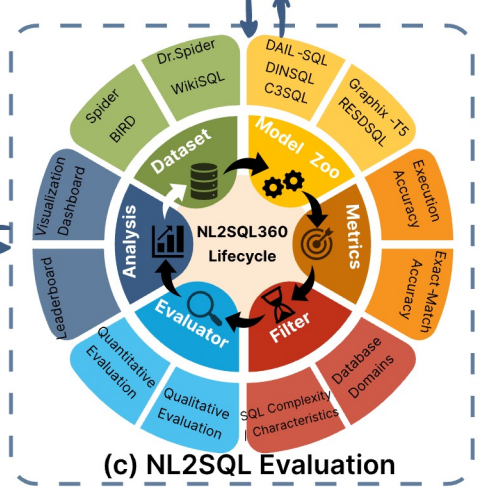 Dr.Spider
WikiSQL
DAIL-SQL
DINSQL
C3SQL
Spider
BIRD
Graphix-T5
RESDSQL
Dataset
Model Zoo
Visualization
Dashboard
Execution
Accuracy
Analysis
NL2SQL360
Lifecycle
Metrics
Leaderboard
Exact-Match
Accuracy
Evaluator
Filter
Quantitative
Evaluation
Database
Domains
Qualitative
Evaluation
SQL Complexity
Characteristics
(c) NL2SQL Evaluation